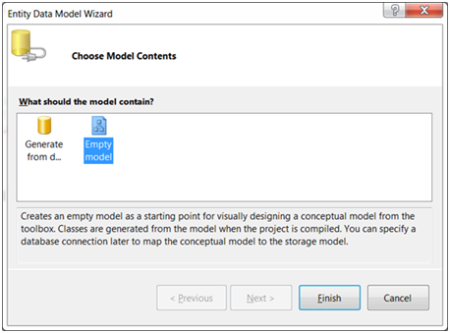 Entity Data Model Wizard
Choose Model Contents
What should the model contain?
Generate
from d...
Empty
model
Creates an empty model as a starting point for visually designing a conceptual model from the
toolbox. Classes are generated from the model when the project is compiled. You can specify a
database connection later to map the conceptual model to the storage model.
< Previous
Next >
Finish
Cancel